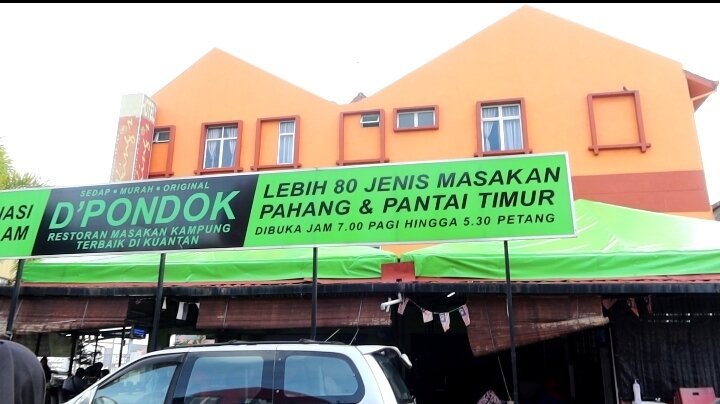 NASI
AM
SEDAP • MURAH • ORIGINAL
D'PONDOK
RESTORAN MASAKAN KAMPUNG
TERBAIK DI KUANTAN
LEBIH 80 JENIS MASAKAN
PAHANG & PANTAI TIMUR
DIBUKA JAM 7.00 PAGI HINGGA 5.30 PETANG